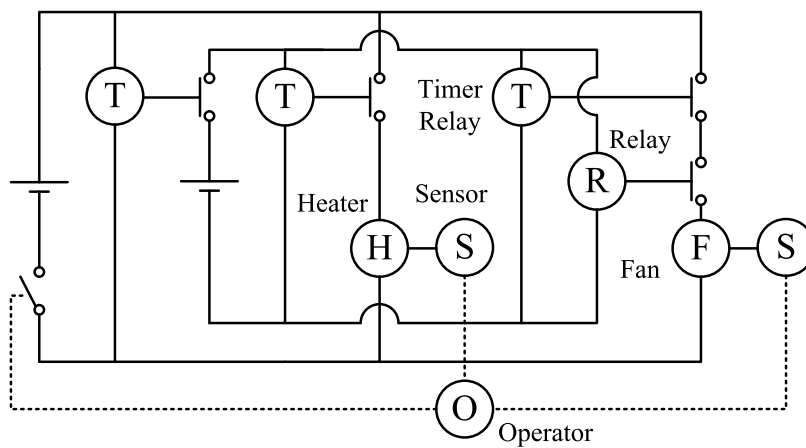 T
T
Timer
Relay
T
Relay
R
Heater
Sensor
H
S
Fan
F
S
O
Operator